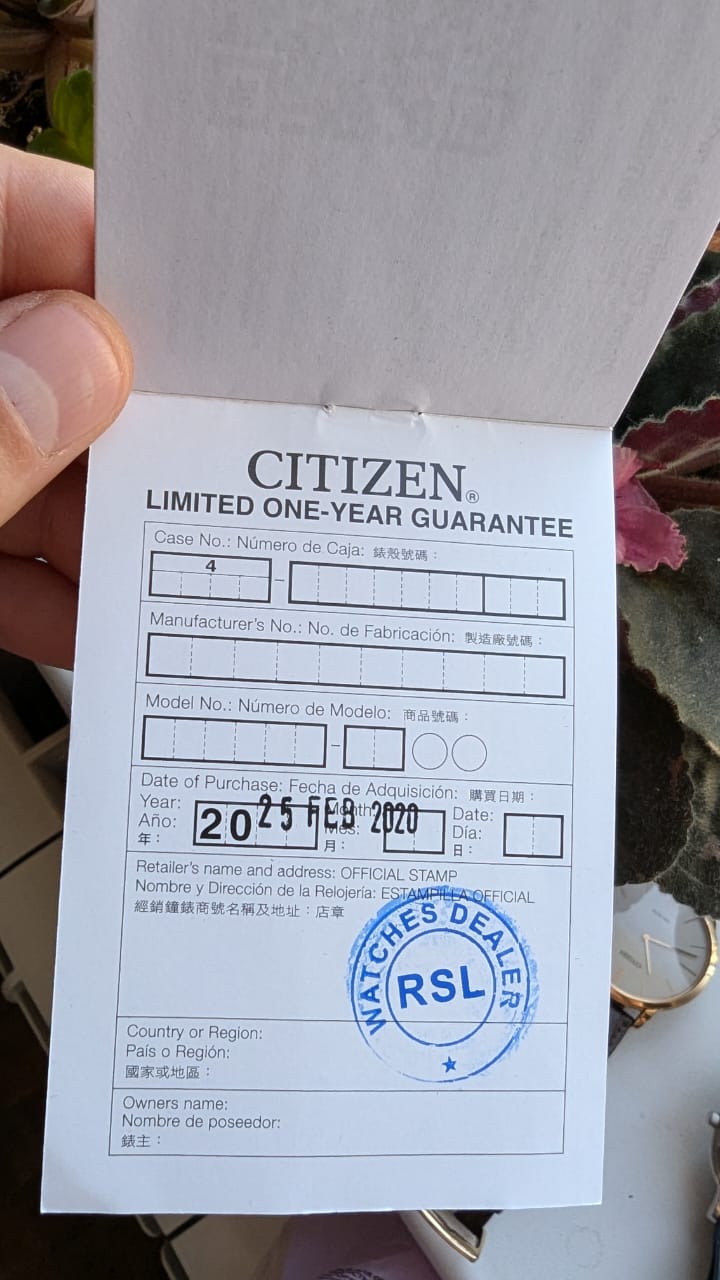 CITIZEN®
LIMITED ONE-YEAR GUARANTEE
Case No.: Número de Caja: 錶殼號碼：
4 -
Manufacturer's No.: No. de Fabricación: 製造廠號碼：
Model No.: Número de Modelo: 商品號碼：
-
Date of Purchase: Fecha de Adquisición: 購買日期：
Year: Month: Date:
Año: 20 25 FEB 2020 Mes: Día:
年： 月： 日：
Retailer's name and address: OFFICIAL STAMP
Nombre y Dirección de la Relojería: ESTAMPILLA OFFICIAL
經銷鐘錶商號名稱及地址：店章
WATCHES DEALER
RSL
Country or Region:
País o Región:
國家或地區：
Owners name:
Nombre de poseedor:
錶主：